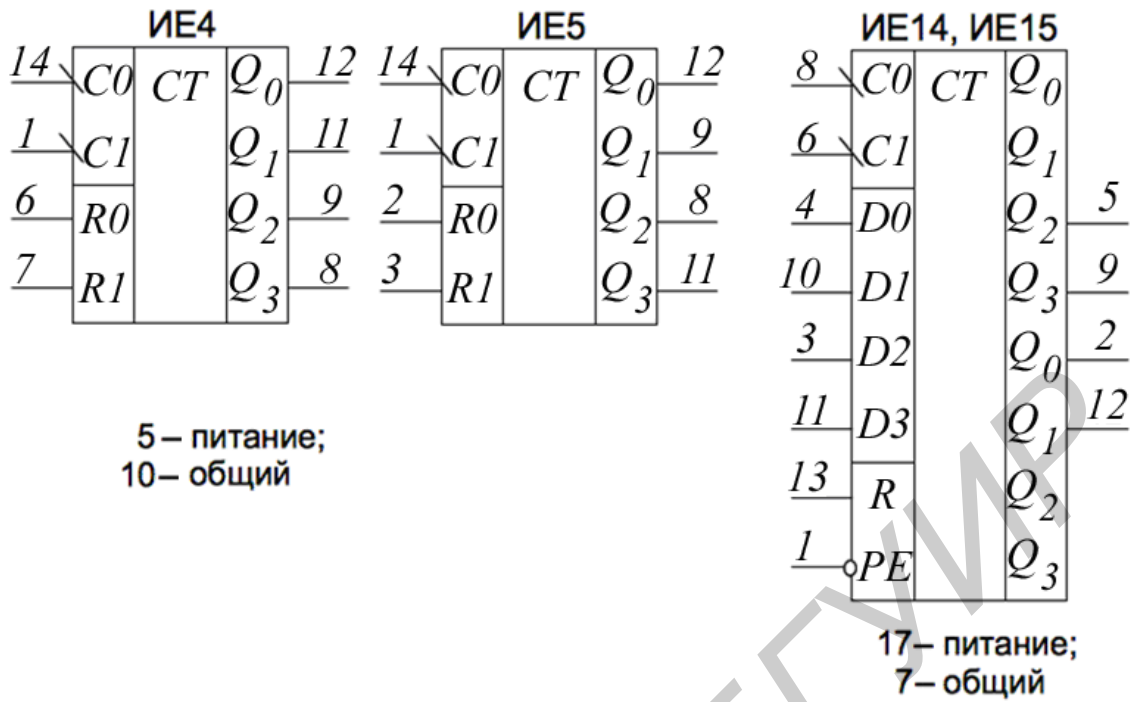 ИЕ4
14 C0 CT Q0 12
1 C1 Q1 11
6 R0 Q2 9
7 R1 Q3 8
5 – питание;
10 – общий
ИЕ5
14 C0 CT Q0 12
1 C1 Q1 9
2 R0 Q2 8
3 R1 Q3 11
ИЕ14, ИЕ15
8 C0 CT Q0
6 C1 Q1
4 D0 Q2 5
10 D1 Q3 9
3 D2 Q0 2
11 D3 Q1 12
13 R Q2
1 PE Q3
17 – питание;
7 – общий
БГУИР